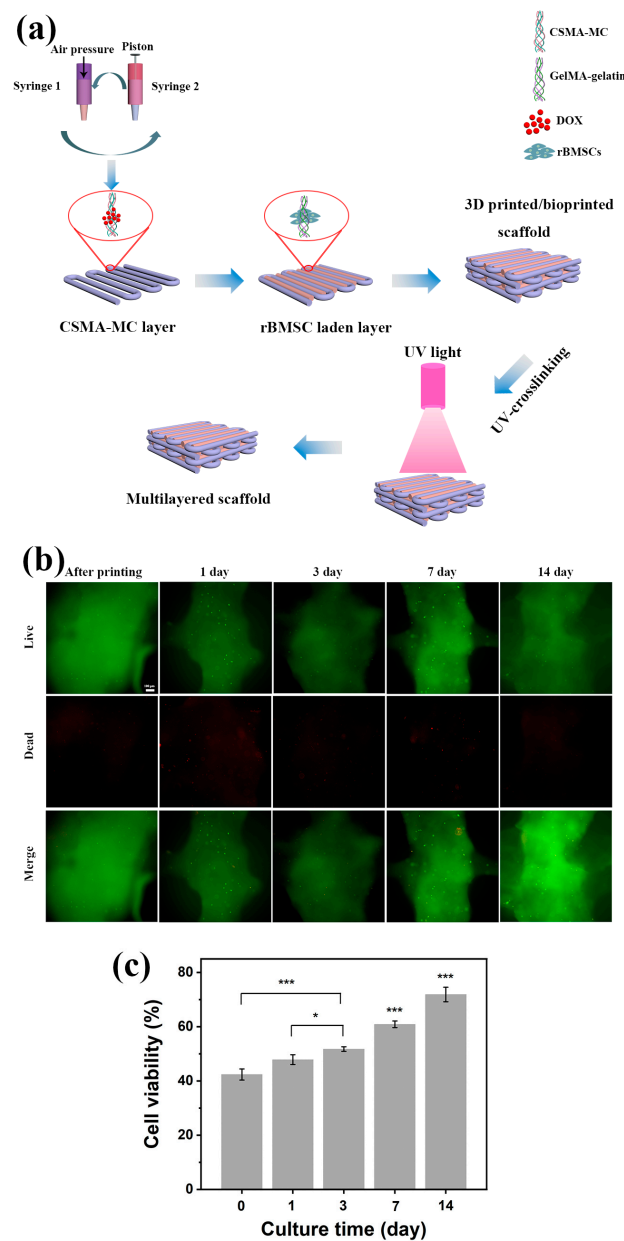 (a)
Air pressure
Piston
Syringe 1
Syringe 2
CSMA-MC
GelMA-gelatin
DOX
rBMSCs
CSMA-MC layer
rBMSC laden layer
3D printed/bioprinted
scaffold
UV light
UV-crosslinking
Multilayered scaffold
(b)
After printing
1 day
3 day
7 day
14 day
Live
100 μm
Dead
Merge
(c)
Cell viability (%)
80
60
40
20
0
***
*
***
***
0
1
3
7
14
Culture time (day)